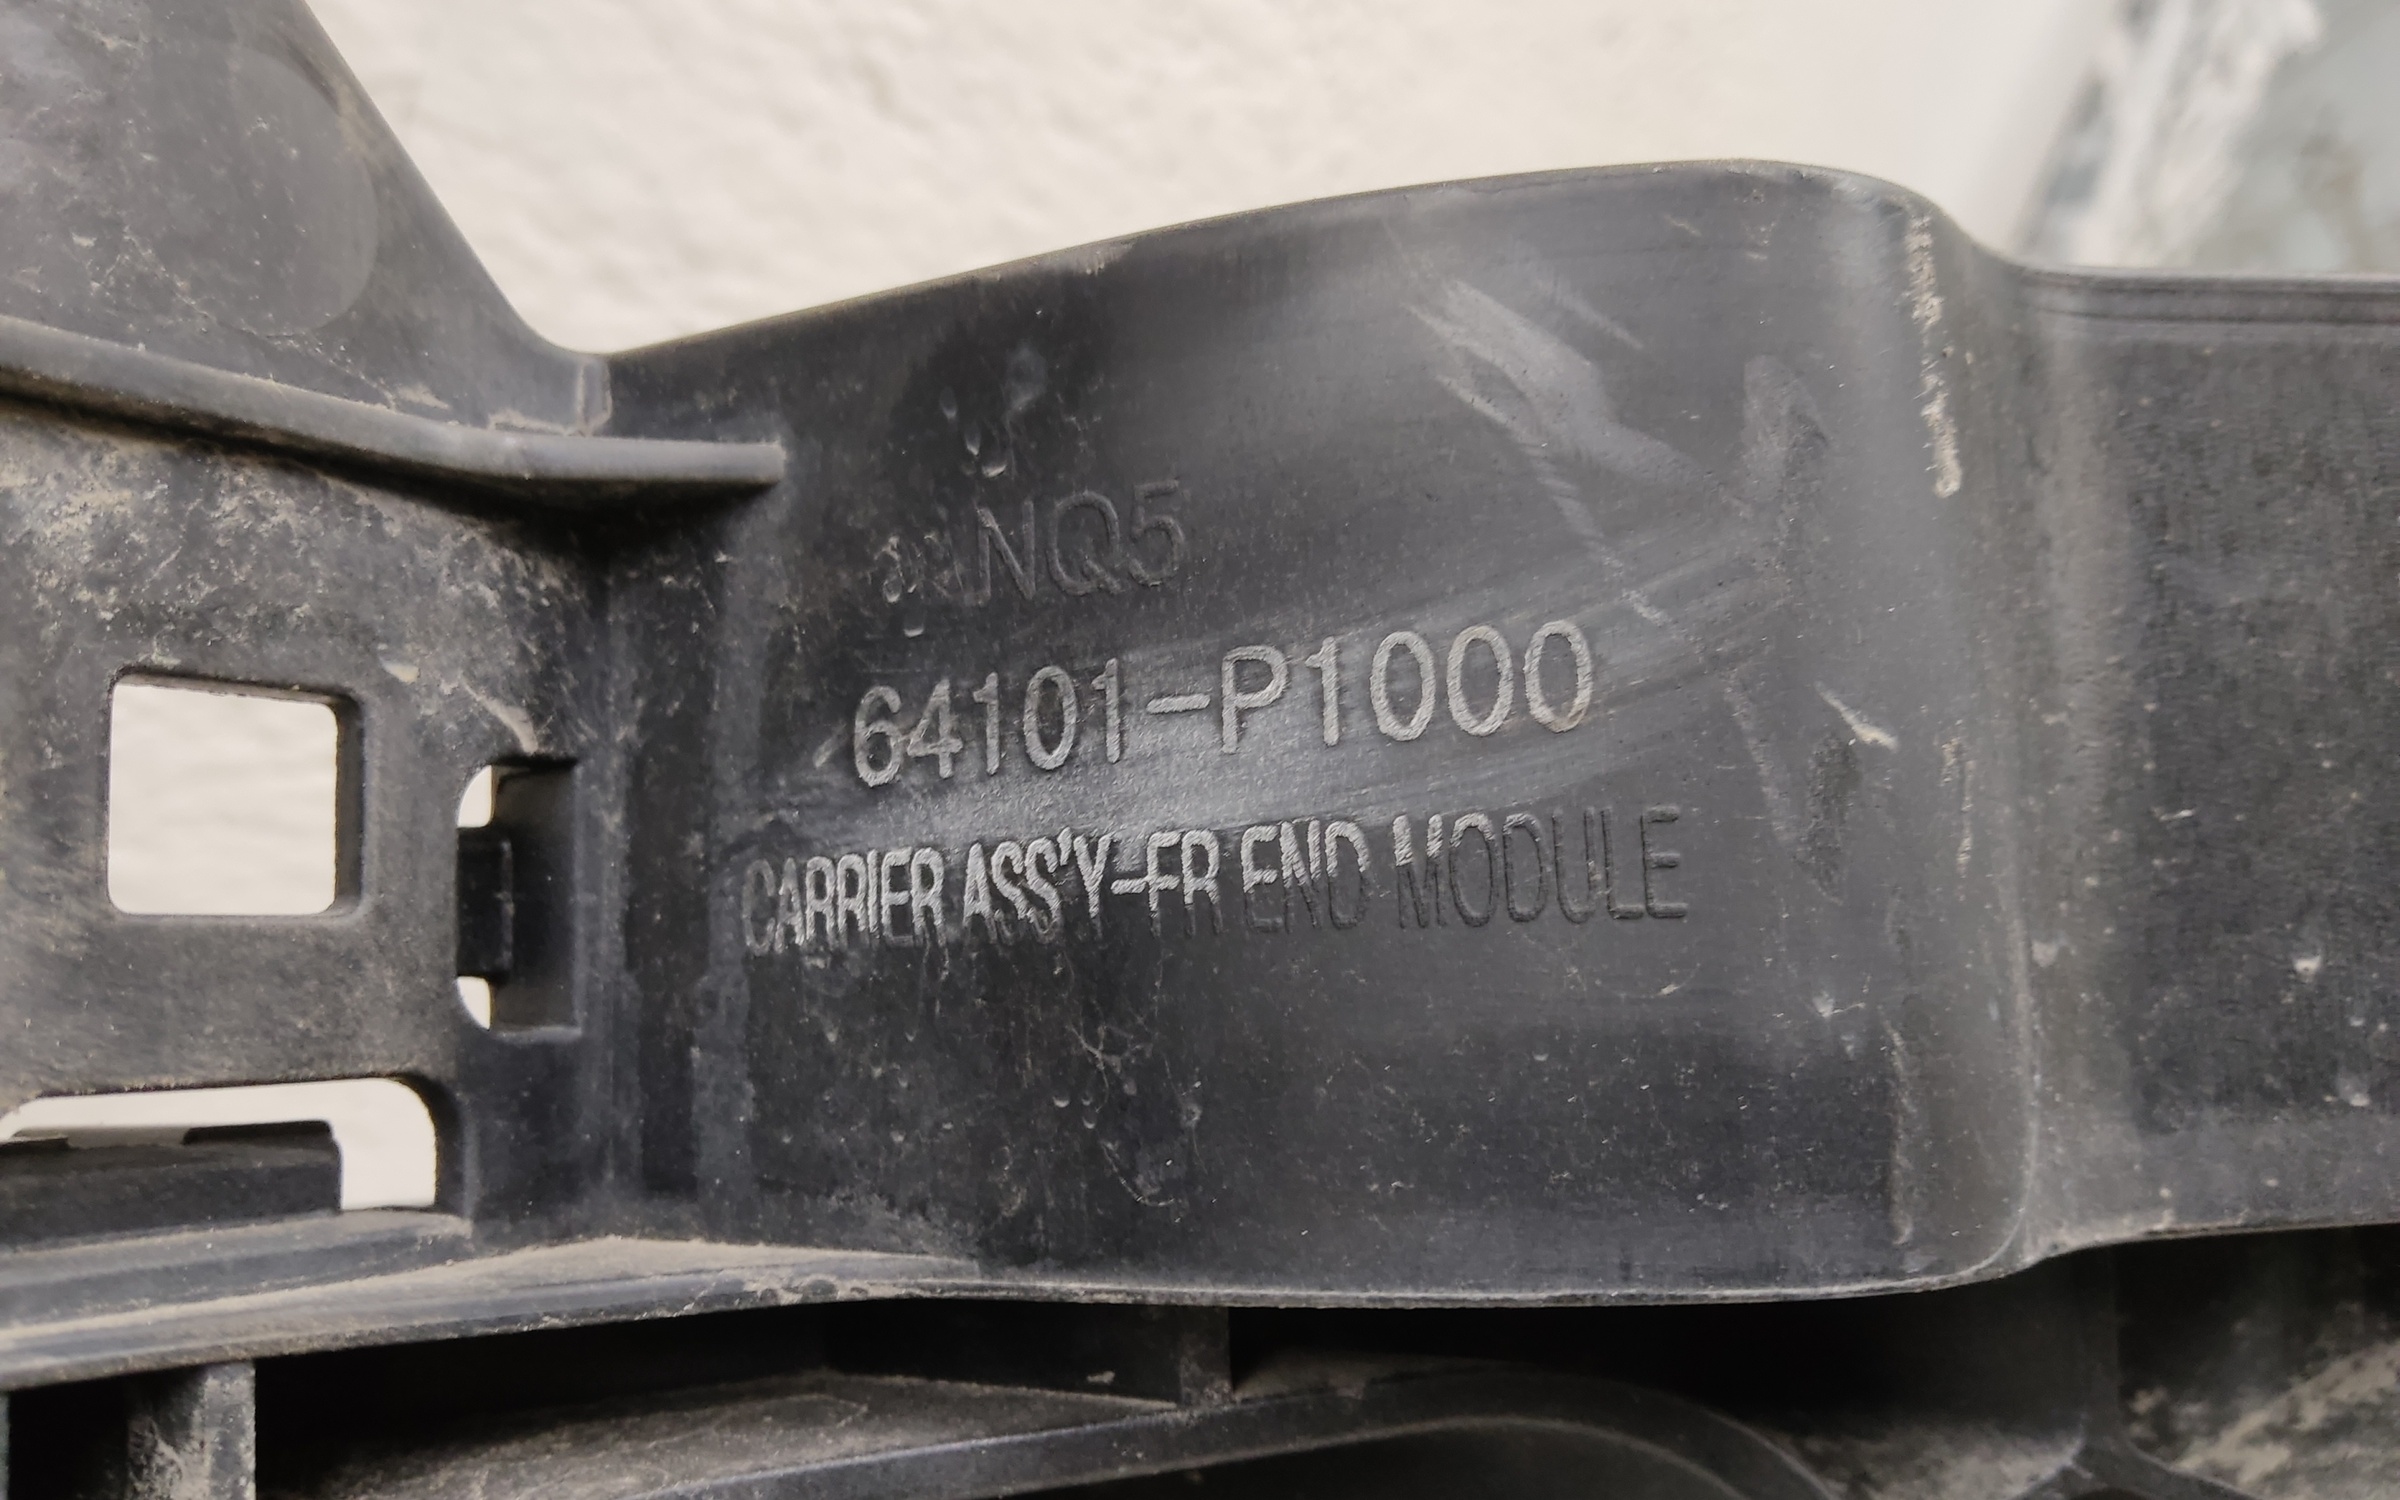 NQ5
64101-P1000
CARRIER ASS'Y-FR END MODULE